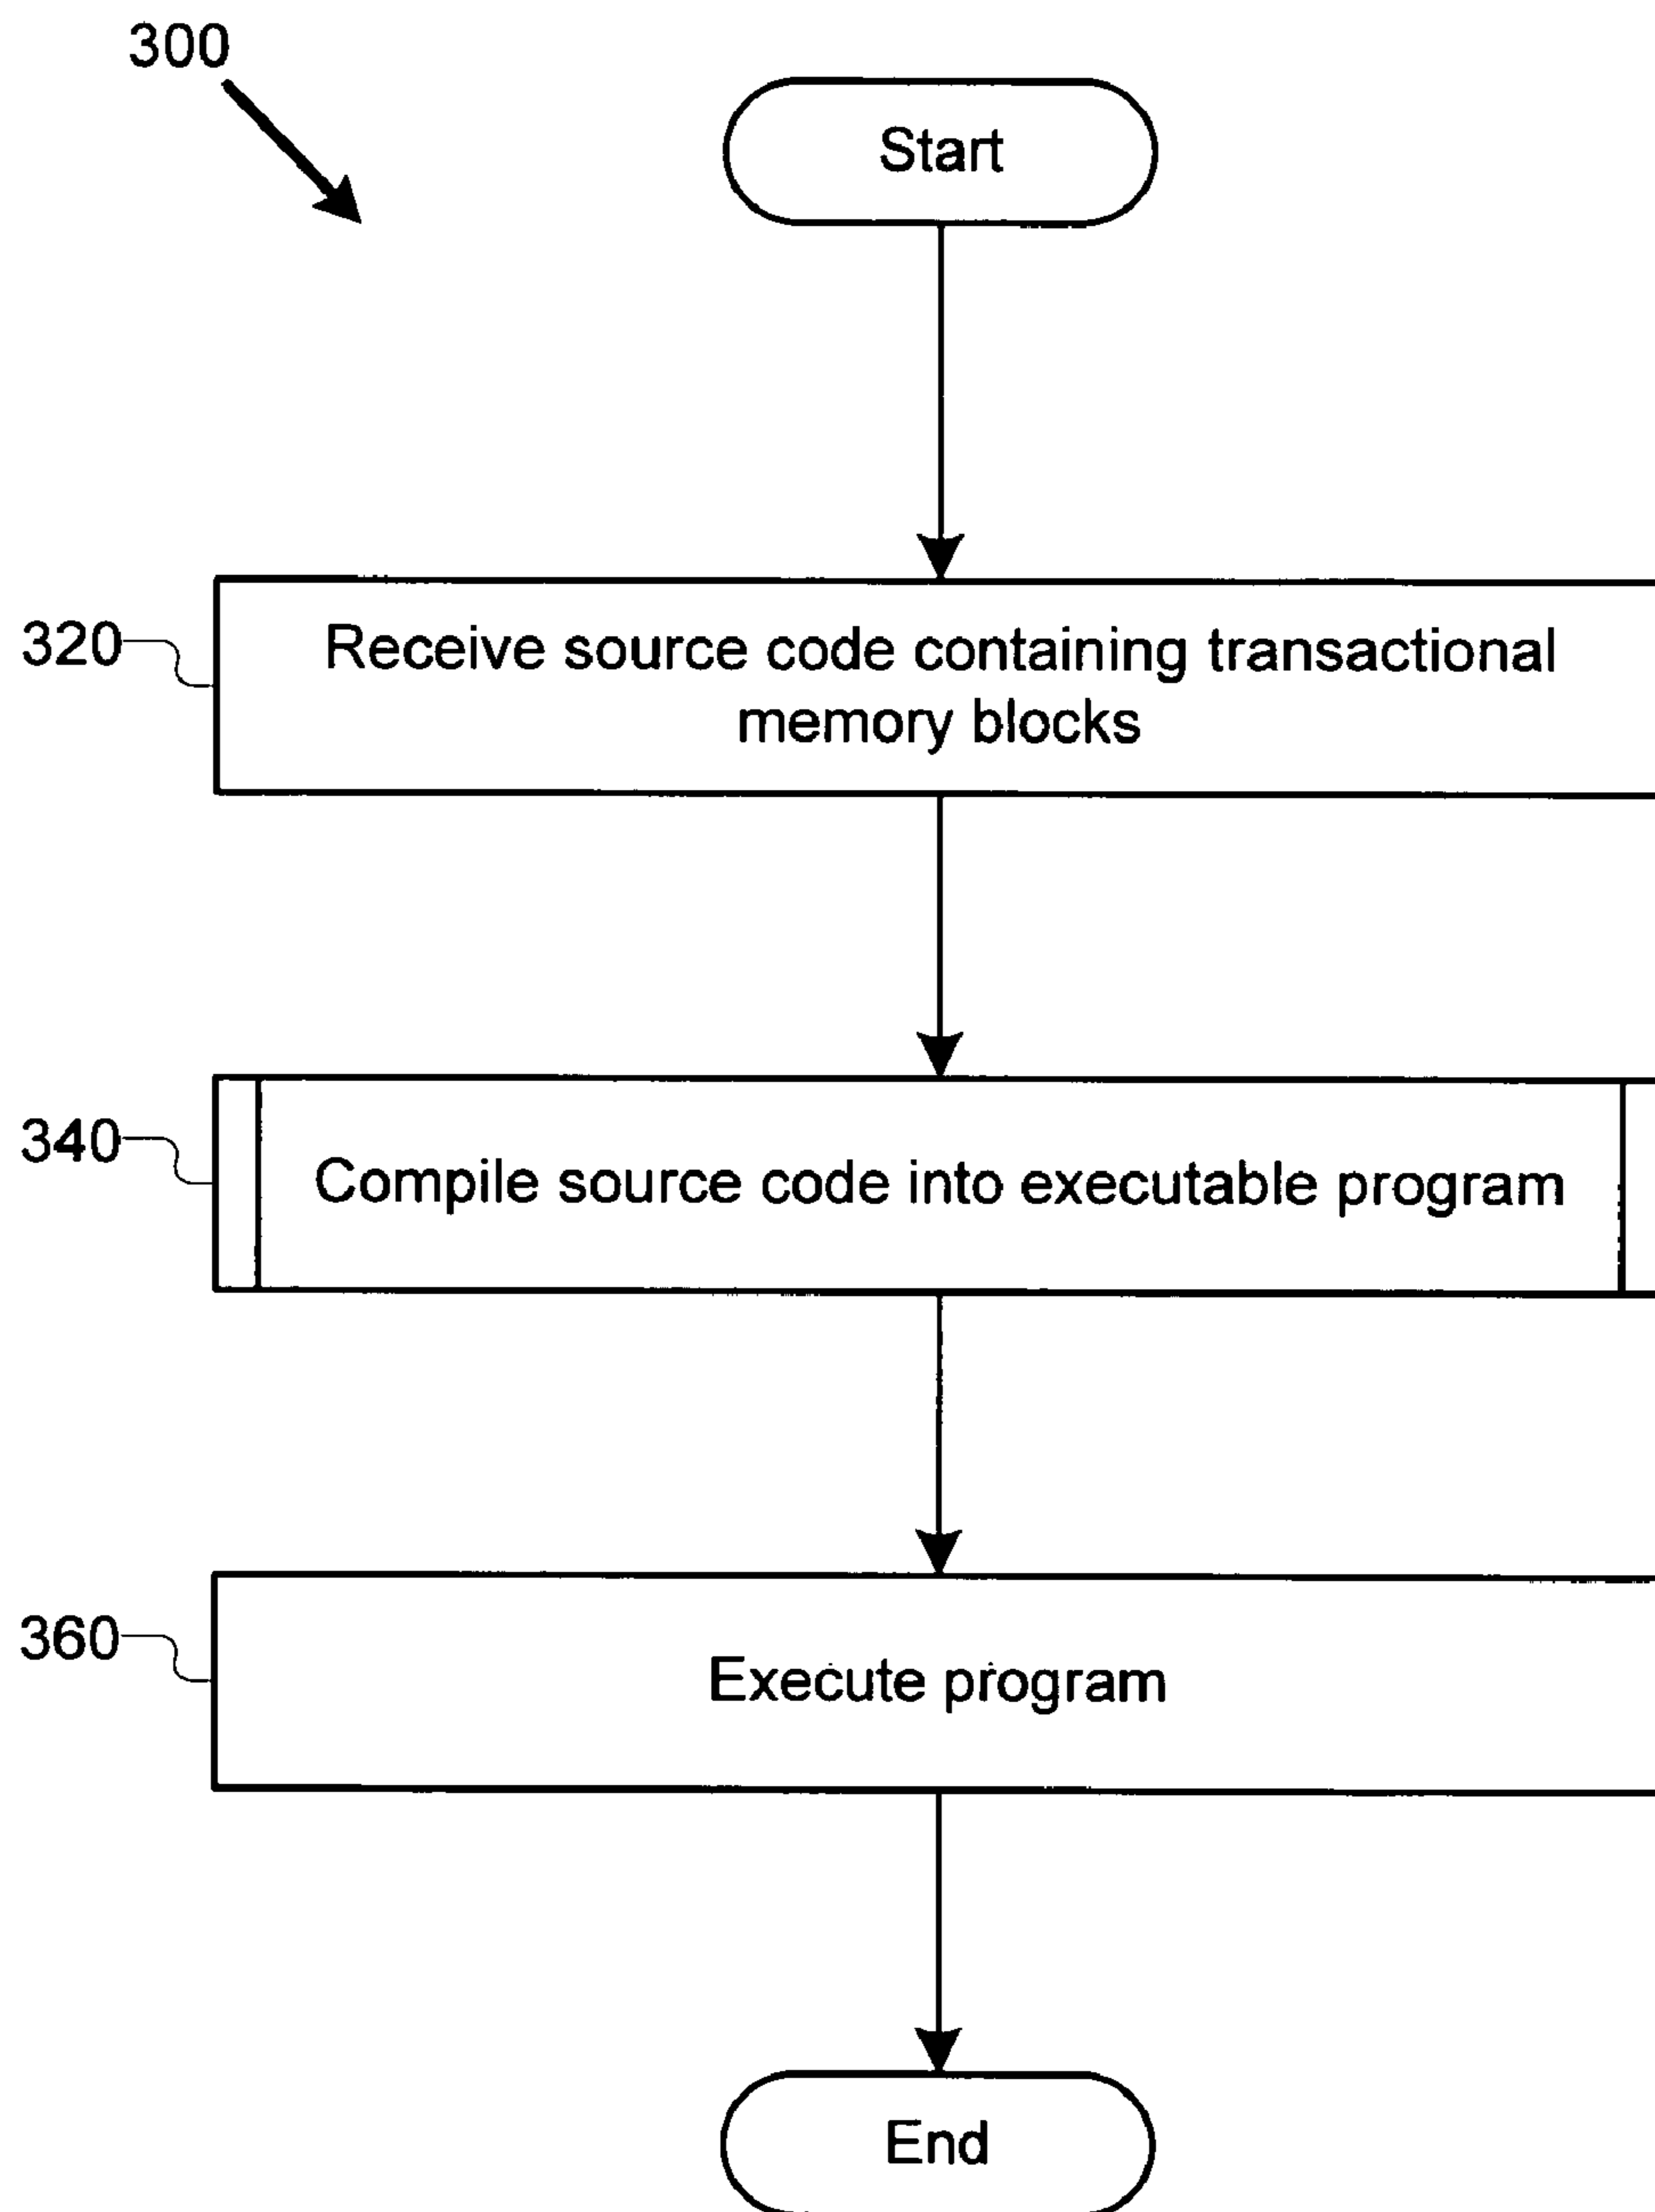 300
Start
320
Receive source code containing transactional
memory blocks
340
Compile source code into executable program
360
Execute program
End